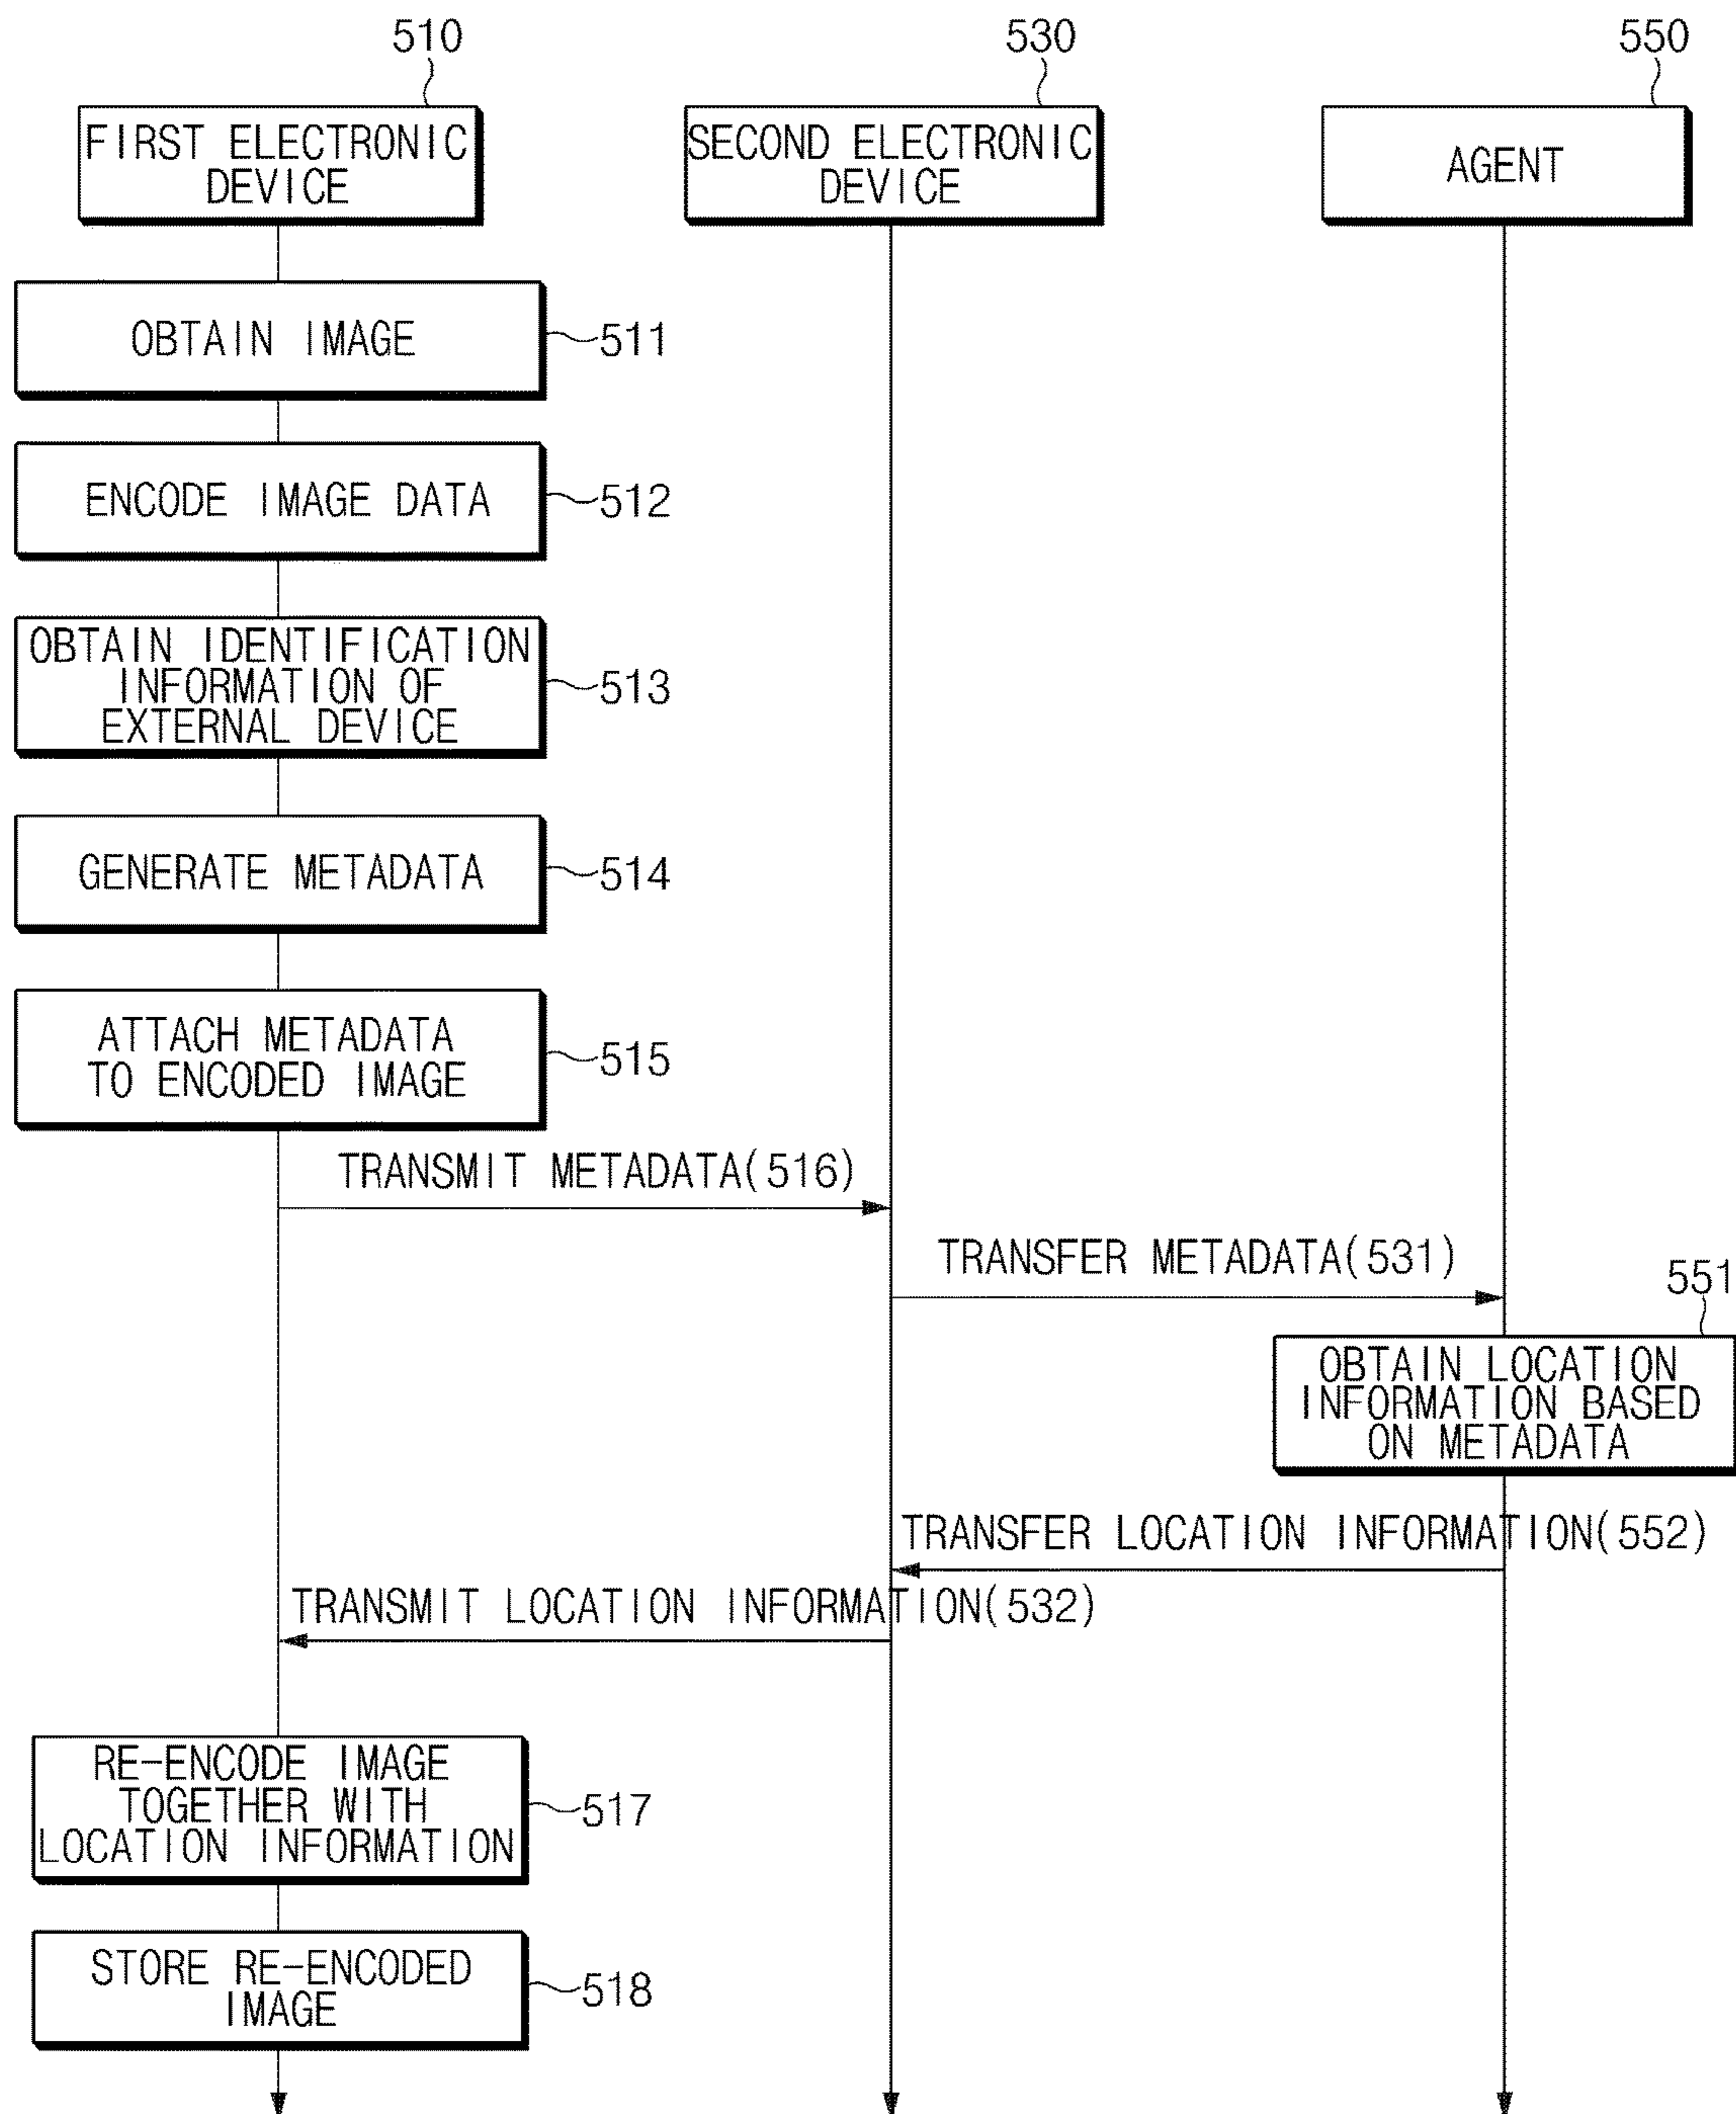 510
530
550
FIRST ELECTRONIC
DEVICE
SECOND ELECTRONIC
DEVICE
AGENT
OBTAIN IMAGE
511
ENCODE IMAGE DATA
512
OBTAIN IDENTIFICATION
INFORMATION OF
EXTERNAL DEVICE
513
GENERATE METADATA
514
ATTACH METADATA
TO ENCODED IMAGE
515
TRANSMIT METADATA(516)
TRANSFER METADATA(531)
551
OBTAIN LOCATION
INFORMATION BASED
ON METADATA
TRANSFER LOCATION INFORMATION(552)
TRANSMIT LOCATION INFORMATION(532)
RE-ENCODE IMAGE
TOGETHER WITH
LOCATION INFORMATION
517
STORE RE-ENCODED
IMAGE
518